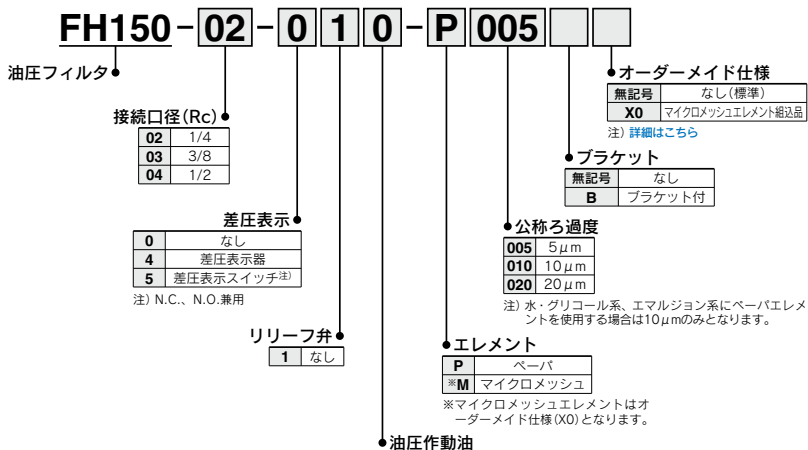 FH150-02-010-P005
油圧フィルタ
オーダーメイド仕様
無記号 なし(標準)
X0 マイクロメッシュエレメント組込品
注) 詳細はこちら
接続口径(Rc)
02 1/4
03 3/8
04 1/2
ブラケット
無記号 なし
B ブラケット付
差圧表示
0 なし
4 差圧表示器
5 差圧表示スイッチ注)
注) N.C.、N.O.兼用
公称ろ過度
005 5μm
010 10μm
020 20μm
注) 水・グリコール系、エマルジョン系にペーパエレメ
ントを使用する場合は10μmのみとなります。
リリーフ弁
1 なし
エレメント
P ペーパ
※M マイクロメッシュ
※マイクロメッシュエレメントはオ
ーダーメイド仕様(X0)となります。
油圧作動油